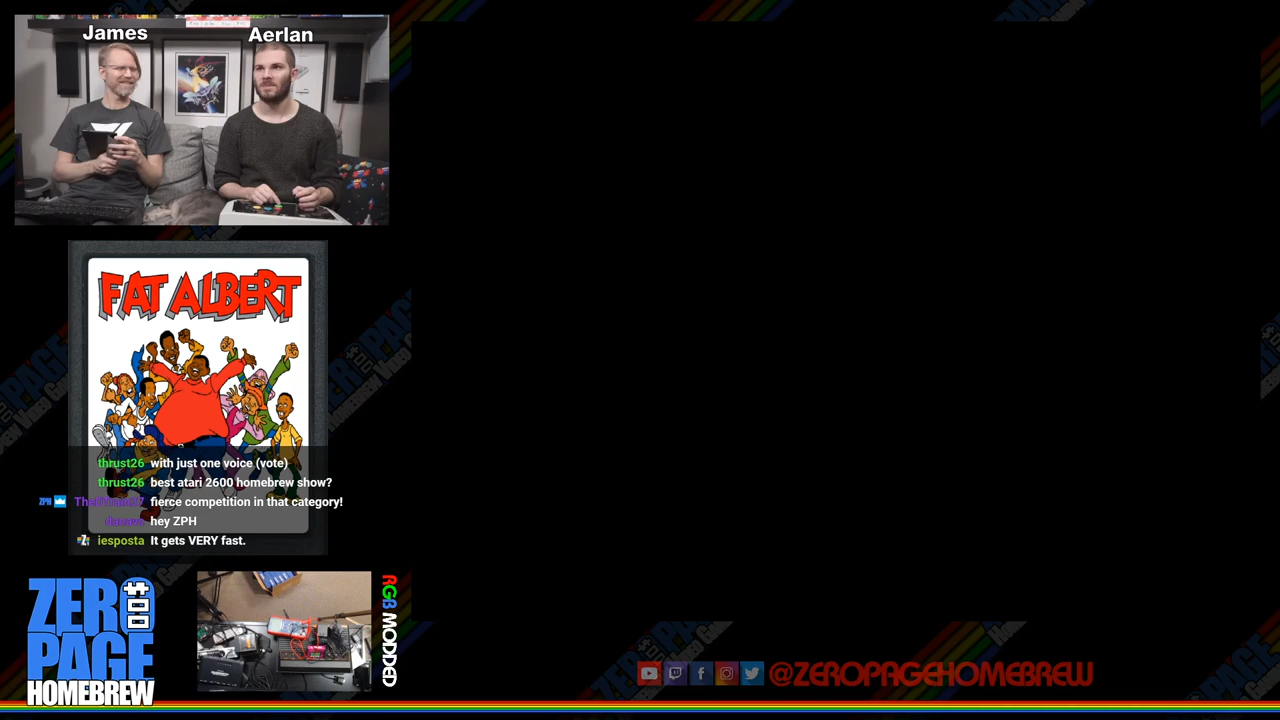 James
Aerlan
FAT ALBERT
thrust26 with just one voice (vote)
thrust26 best atari 2600 homebrew show?
fierce competition in that category!
hey ZPH
iesposta It gets VERY fast.
ZERO
PAGE
HOMEBREW
RGB MODDED
@ZEROPAGEHOMEBREW